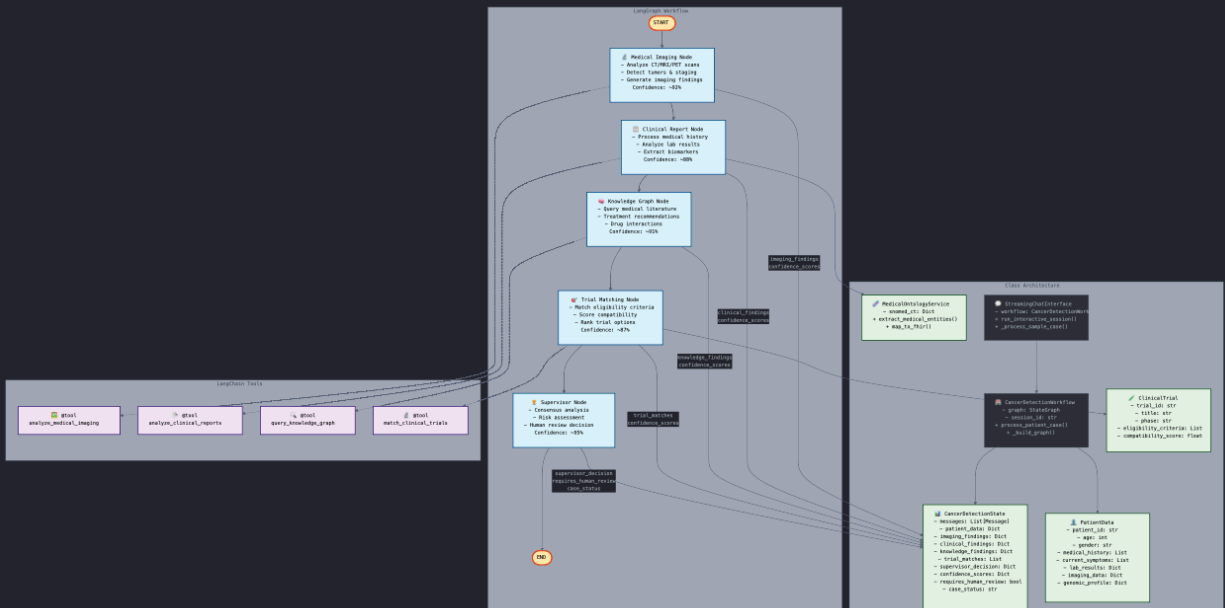 LangGraph Workflow
START
Medical Imaging Node
- Analyze CT/MRI/PET scans
- Detect tumors & staging
- Generate imaging findings
Confidence: ~92%
Clinical Report Node
- Process medical history
- Analyze lab results
- Extract biomarkers
Confidence: ~88%
Knowledge Graph Node
- Query medical literature
- Treatment recommendations
- Drug interactions
Confidence: ~91%
Trial Matching Node
- Match eligibility criteria
- Score compatibility
- Rank trial options
Confidence: ~87%
Supervisor Node
- Consensus analysis
- Risk assessment
- Human review decision
Confidence: ~89%
END
imaging_findings
confidence_scores
clinical_findings
confidence_scores
knowledge_findings
confidence_scores
trial_matches
confidence_scores
supervisor_decision
requires_human_review
case_status
LangChain Tools
@tool
analyze_medical_imaging
@tool
analyze_clinical_reports
@tool
query_knowledge_graph
@tool
match_clinical_trials
Class Architecture
MedicalOntologyService
- snomed_ct: Dict
+ extract_medical_entities()
+ map_to_fhir()
StreamingChatInterface
- workflow: CancerDetectionWork
+ run_interactive_session()
+ _process_sample_case()
CancerDetectionWorkflow
- graph: StateGraph
- session_id: str
+ process_patient_case()
+ _build_graph()
ClinicalTrial
- trial_id: str
- title: str
- phase: str
- eligibility_criteria: List
- compatibility_score: float
CancerDetectionState
- messages: List[Message]
- patient_data: Dict
- imaging_findings: Dict
- clinical_findings: Dict
- knowledge_findings: Dict
- trial_matches: List
- supervisor_decision: Dict
- confidence_scores: Dict
- requires_human_review: bool
- case_status: str
PatientData
- patient_id: str
- age: int
- gender: str
- medical_history: List
- current_symptoms: List
- lab_results: Dict
- imaging_data: Dict
- genomic_profile: Dict